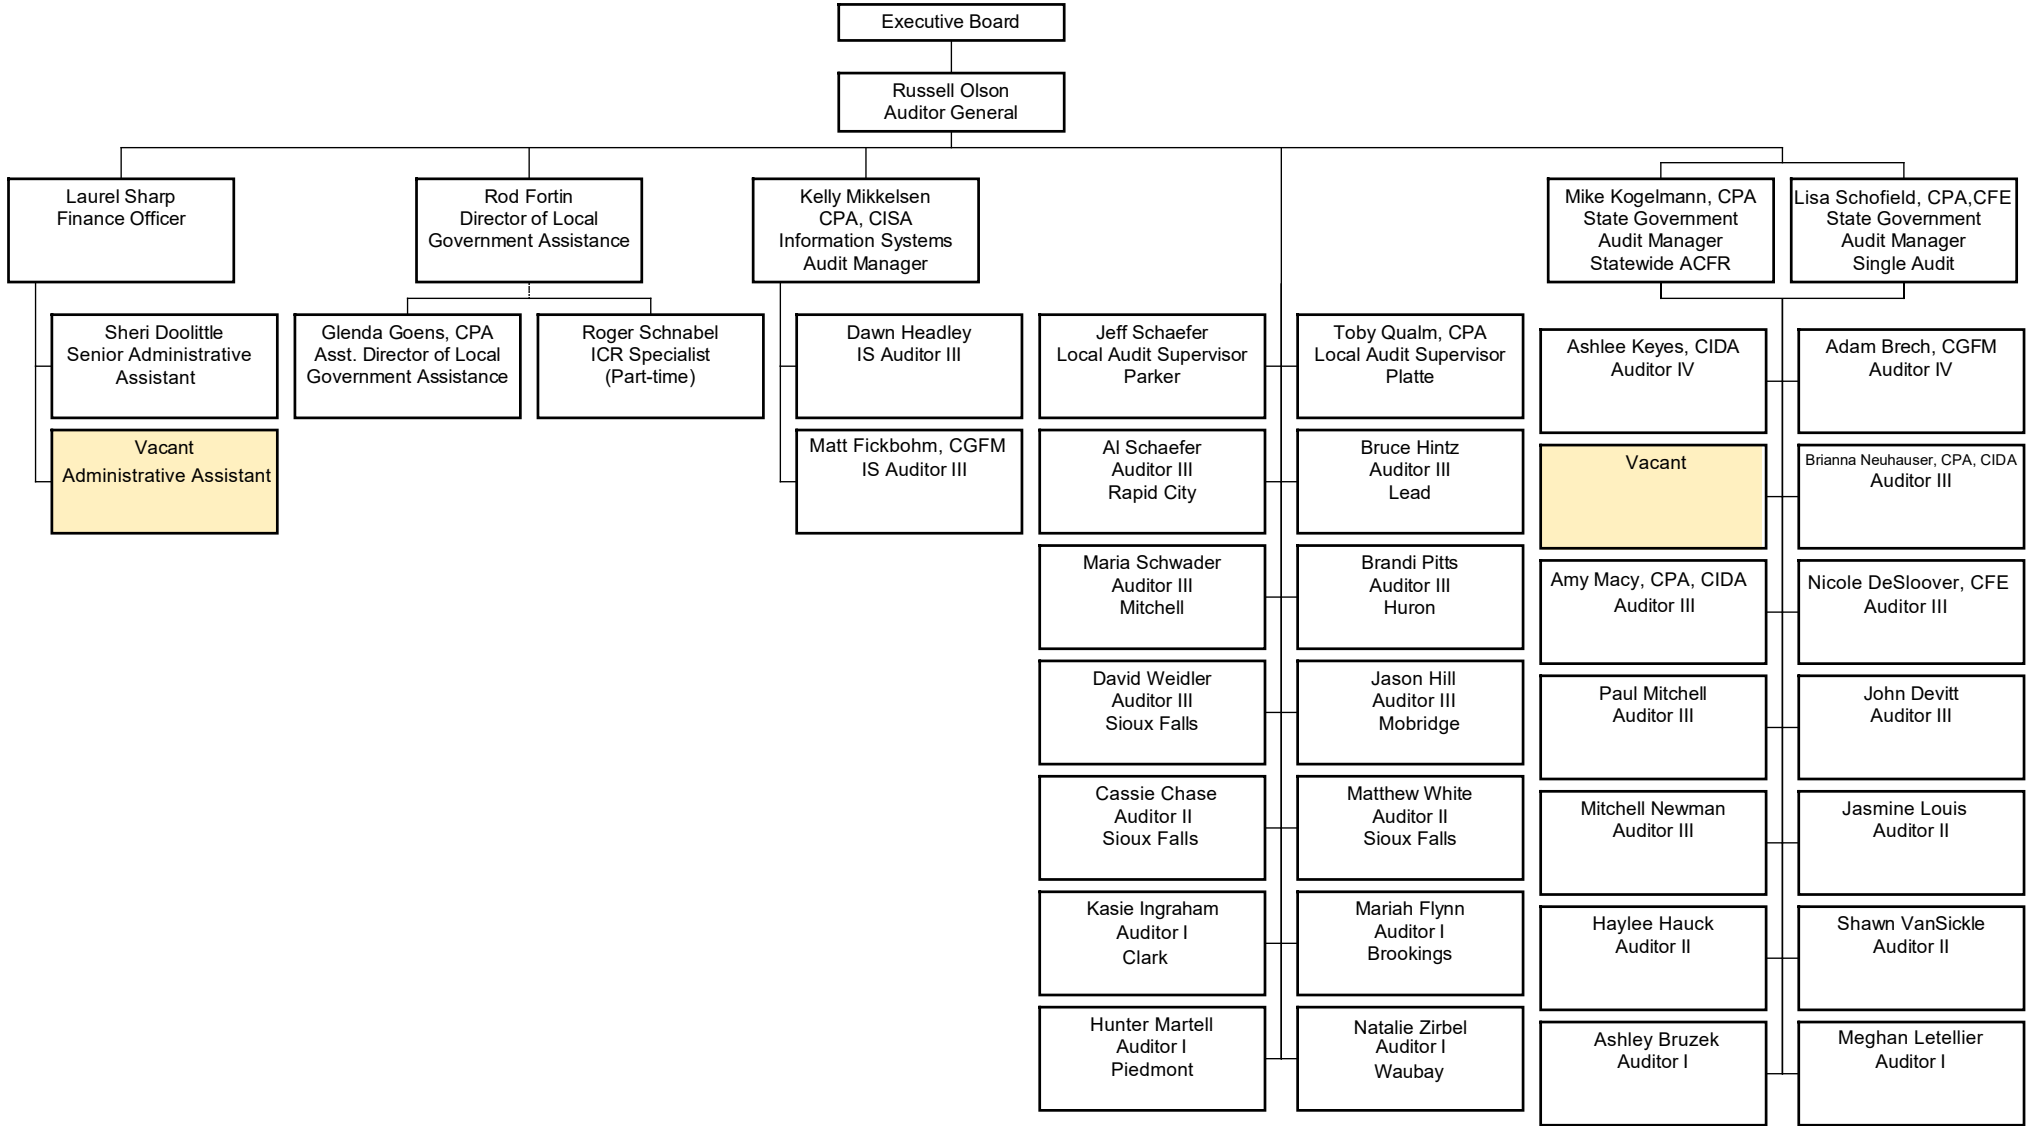 Executive Board
Russell Olson
Auditor General
Laurel Sharp
Finance Officer
Rod Fortin
Director of Local
Government Assistance
Kelly Mikkelsen
CPA, CISA
Information Systems
Audit Manager
Mike Kogelmann, CPA
State Government
Audit Manager
Statewide ACFR
Lisa Schofield, CPA,CFE
State Government
Audit Manager
Single Audit
Sheri Doolittle
Senior Administrative
Assistant
Glenda Goens, CPA
Asst. Director of Local
Government Assistance
Roger Schnabel
ICR Specialist
(Part-time)
Dawn Headley
IS Auditor III
Jeff Schaefer
Local Audit Supervisor
Parker
Toby Qualm, CPA
Local Audit Supervisor
Platte
Ashlee Keyes, CIDA
Auditor IV
Adam Brech, CGFM
Auditor IV
Vacant
Administrative Assistant
Matt Fickbohm, CGFM
IS Auditor III
Al Schaefer
Auditor III
Rapid City
Bruce Hintz
Auditor III
Lead
Vacant
Brianna Neuhauser, CPA, CIDA
Auditor III
Maria Schwader
Auditor III
Mitchell
Brandi Pitts
Auditor III
Huron
Amy Macy, CPA, CIDA
Auditor III
Nicole DeSloover, CFE
Auditor III
David Weidler
Auditor III
Sioux Falls
Jason Hill
Auditor III
Mobridge
Paul Mitchell
Auditor III
John Devitt
Auditor III
Cassie Chase
Auditor II
Sioux Falls
Matthew White
Auditor II
Sioux Falls
Mitchell Newman
Auditor III
Jasmine Louis
Auditor II
Kasie Ingraham
Auditor I
Clark
Mariah Flynn
Auditor I
Brookings
Haylee Hauck
Auditor II
Shawn VanSickle
Auditor II
Hunter Martell
Auditor I
Piedmont
Natalie Zirbel
Auditor I
Waubay
Ashley Bruzek
Auditor I
Meghan Letellier
Auditor I